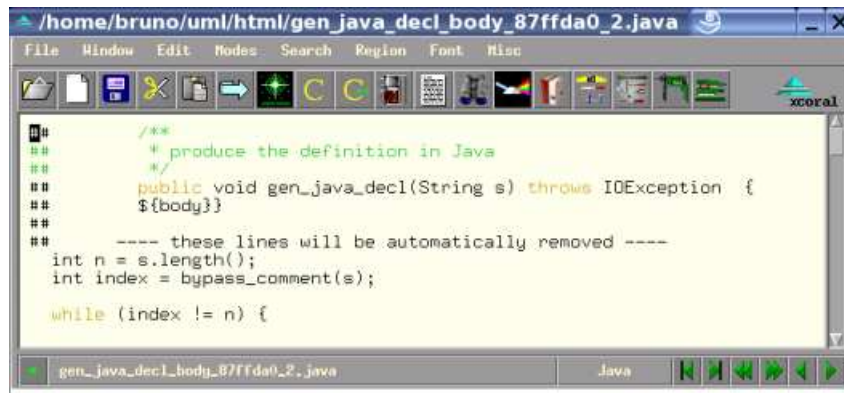 /home/bruno/uml/html/gen_java_decl_body_87ffda0_2.java
File Window Edit Modes Search Region Font Misc
xcoral
## /**
## * produce the definition in Java
## */
## public void gen_java_decl(String s) throws IOException {
## ${body}}
##
## ---- these lines will be automatically removed ----
int n = s.length();
int index = bypass_comment(s);
while (index != n) {
gen_java_decl_body_87ffda0_2.java Java